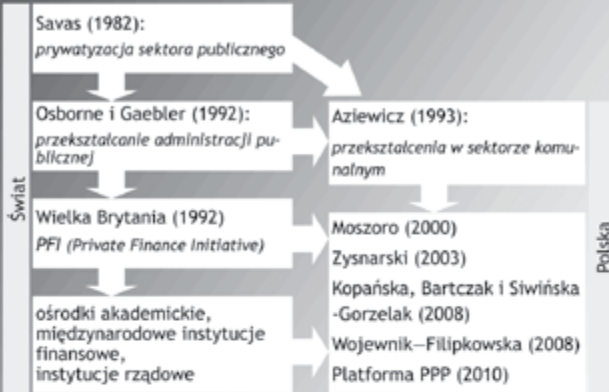 Świat
Savas (1982):
prywatyzacja sektora publicznego
Osborne i Gaebler (1992):
przekształcanie administracji pu-
blicznej
Wielka Brytania (1992)
PFI (Private Finance Initiative)
ośrodki akademickie,
międzynarodowe instytucje
finansowe,
instytucje rządowe
Aziewicz (1993):
przekształcenia w sektorze komu-
nalnym
Moszoro (2000)
Zysnarski (2003)
Kopańska, Bartczak i Siwińska
-Gorzelak (2008)
Wojewnik—Filipkowska (2008)
Platforma PPP (2010)
Polska